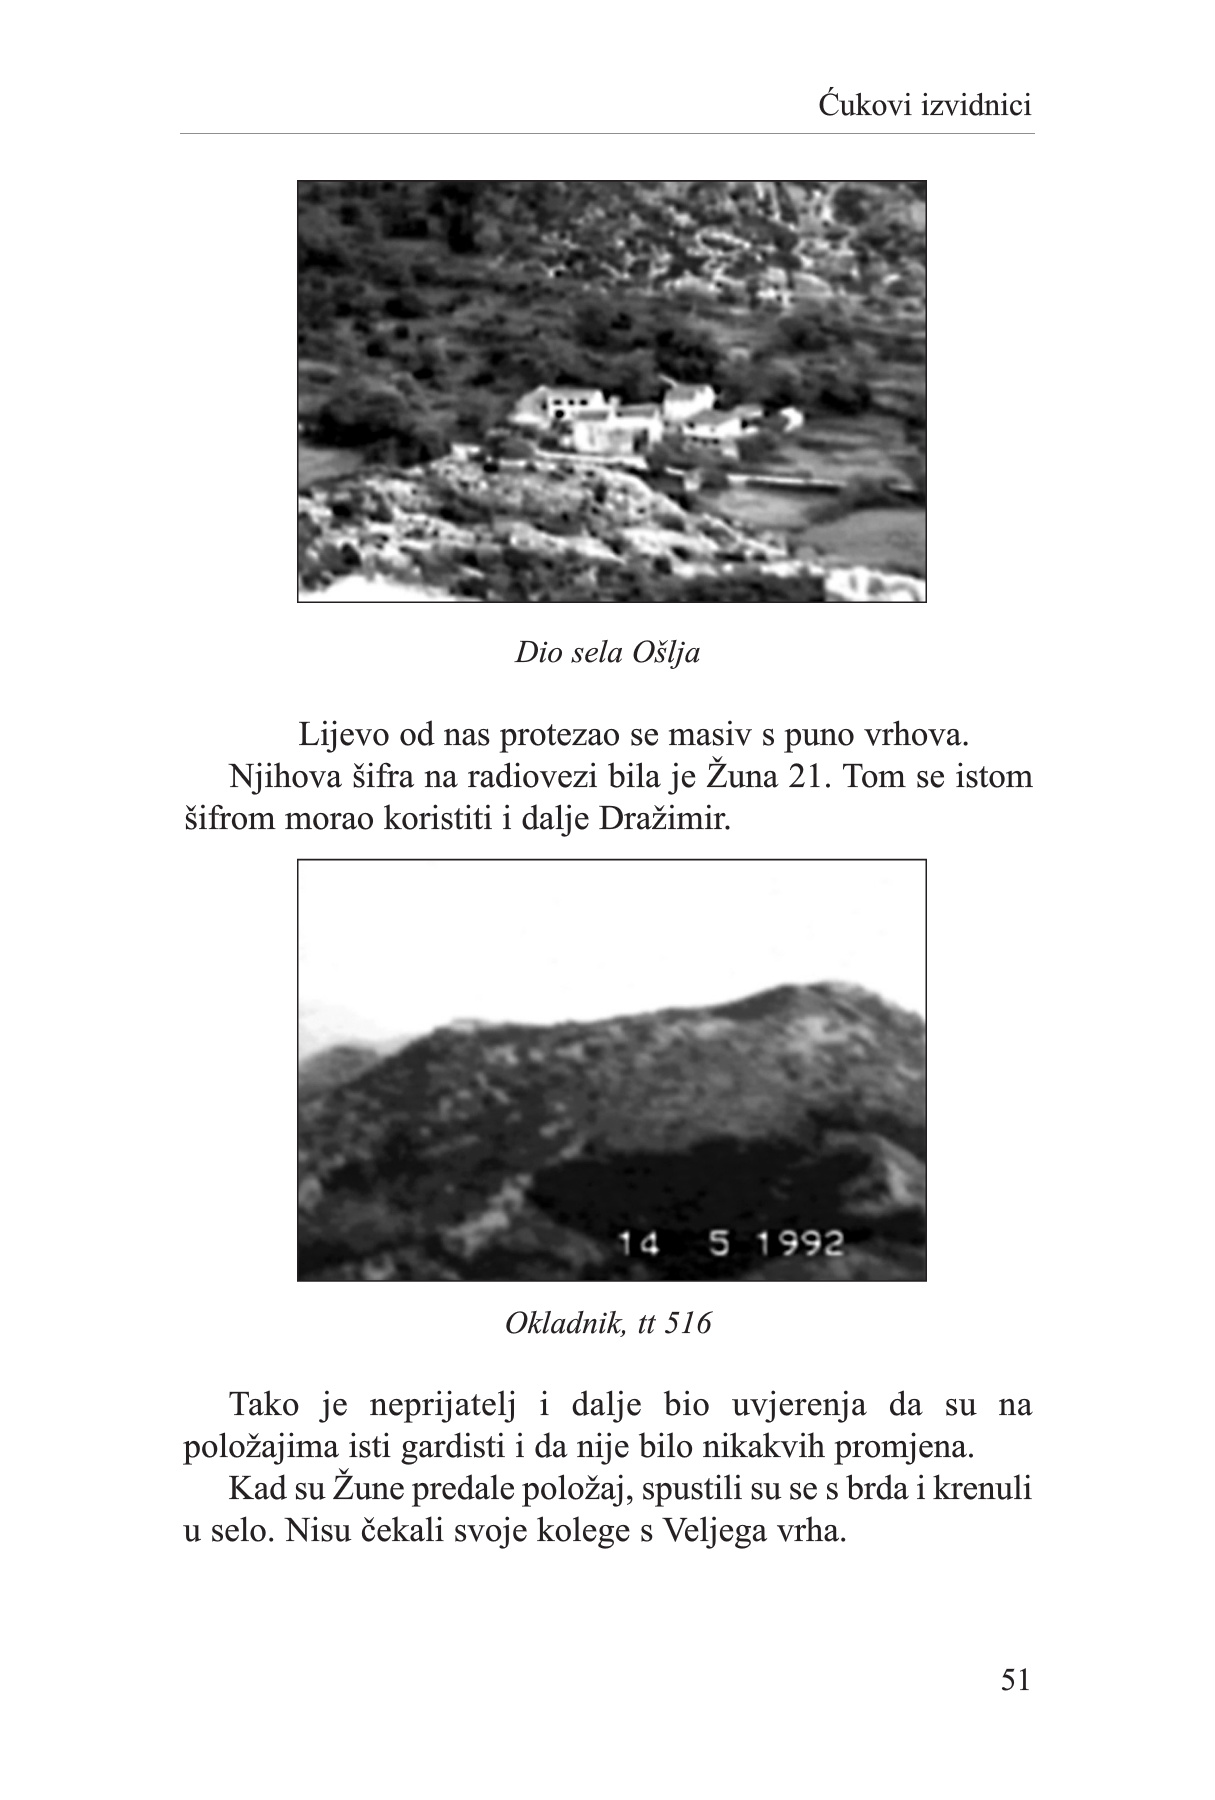 Ćukovi izvidnici
Dio sela Ošlja
Lijevo od nas protezao se masiv s puno vrhova.
Njihova šifra na radiovezi bila je Žuna 21. Tom se istom
šifrom morao koristiti i dalje Dražimir.
14 5 1992
Okladnik, tt 516
Tako je neprijatelj i dalje bio uvjerenja da su na
položajima isti gardisti i da nije bilo nikakvih promjena.
Kad su Žune predale položaj, spustili su se s brda i krenuli
u selo. Nisu čekali svoje kolege s Veljega vrha.
51